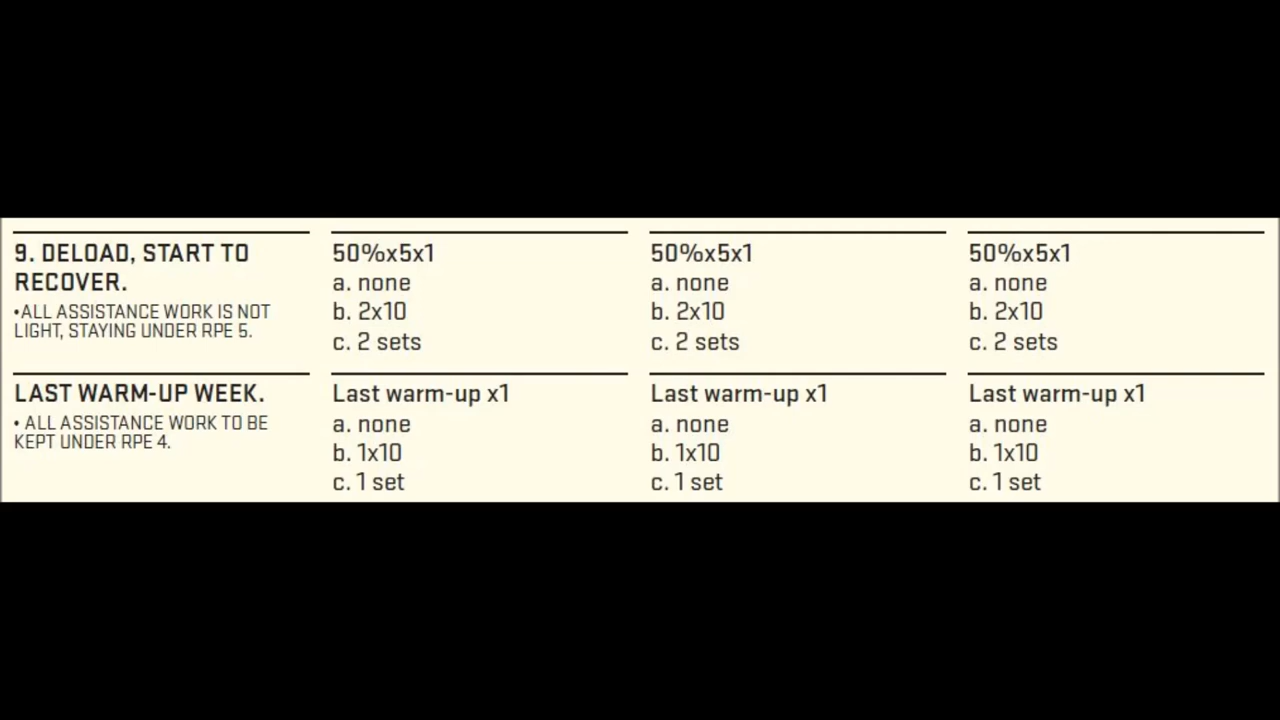 9. DELOAD, START TO
RECOVER.
•ALL ASSISTANCE WORK IS NOT
LIGHT, STAYING UNDER RPE 5.
50%x5x1
a. none
b. 2x10
c. 2 sets
50%x5x1
a. none
b. 2x10
c. 2 sets
50%x5x1
a. none
b. 2x10
c. 2 sets
LAST WARM-UP WEEK.
• ALL ASSISTANCE WORK TO BE
KEPT UNDER RPE 4.
Last warm-up x1
a. none
b. 1x10
c. 1 set
Last warm-up x1
a. none
b. 1x10
c. 1 set
Last warm-up x1
a. none
b. 1x10
c. 1 set